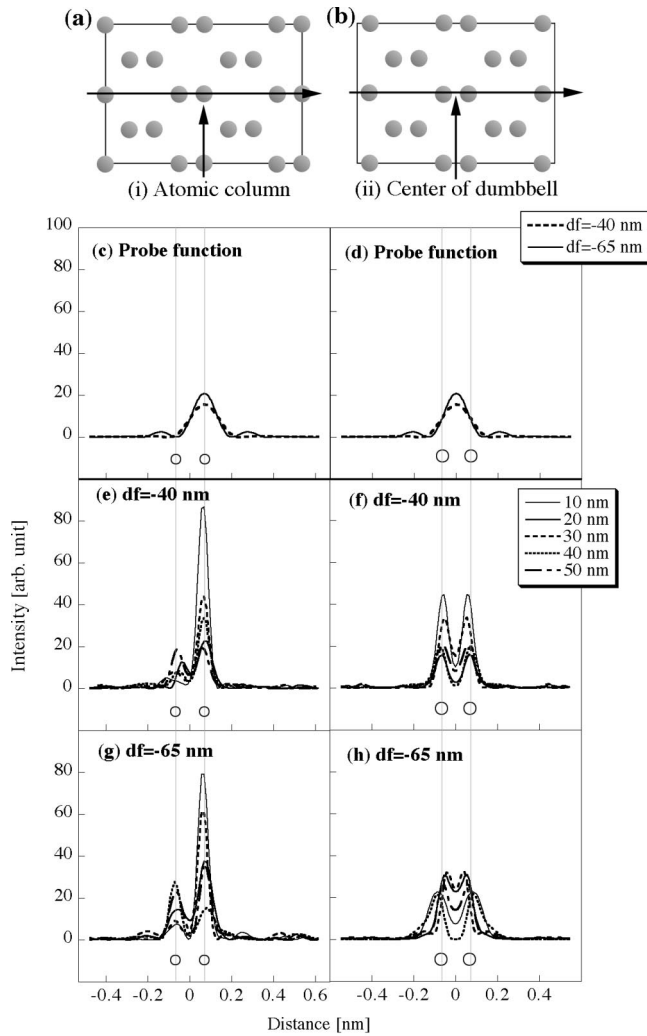 (a)
(b)
(i) Atomic column
(ii) Center of dumbbell
df=-40 nm
df=-65 nm
(c) Probe function
(d) Probe function
100
80
60
40
20
0
(e) df=-40 nm
(f) df=-40 nm
10 nm
20 nm
30 nm
40 nm
50 nm
80
60
40
20
0
Intensity [arb. unit]
(g) df=-65 nm
(h) df=-65 nm
80
60
40
20
0
-0.4 -0.2 0 0.2 0.4 0.6
-0.4 -0.2 0 0.2 0.4
Distance [nm]